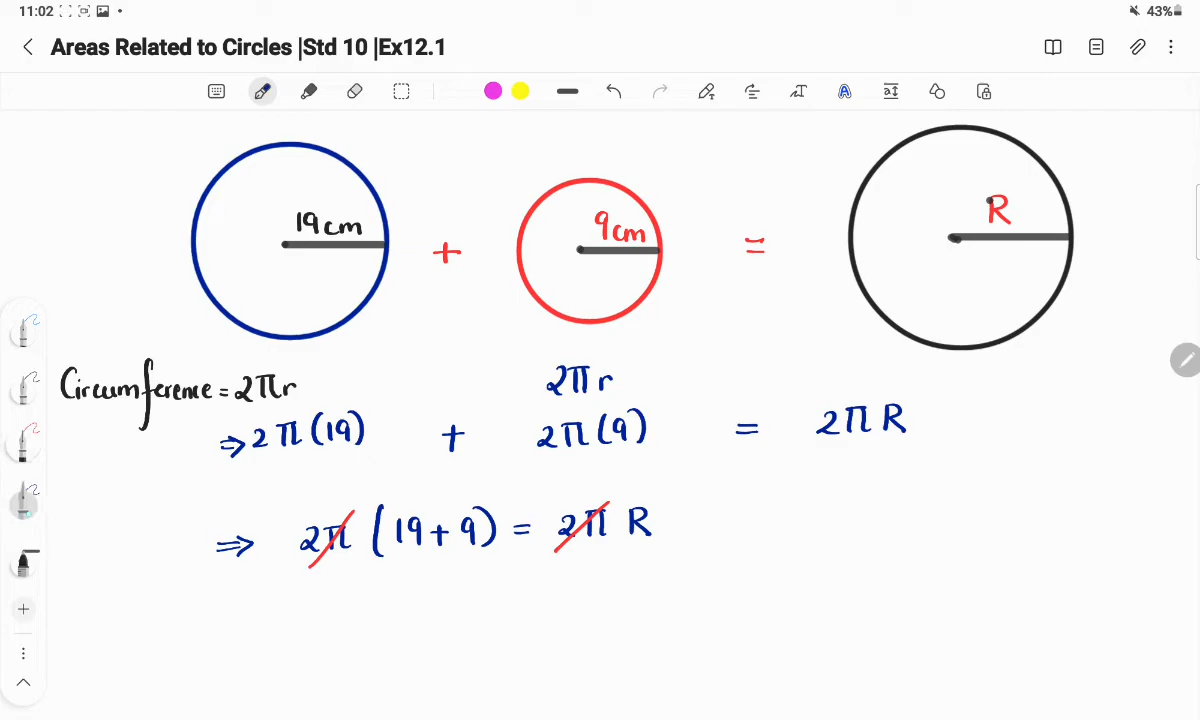 11:02
43%
Areas Related to Circles |Std 10 |Ex12.1
19cm
+
9cm
=
R
Circumference = 2πr
2πr
⇒ 2π(19) + 2π(9) = 2πR
⇒ 2π (19+9) = 2π R